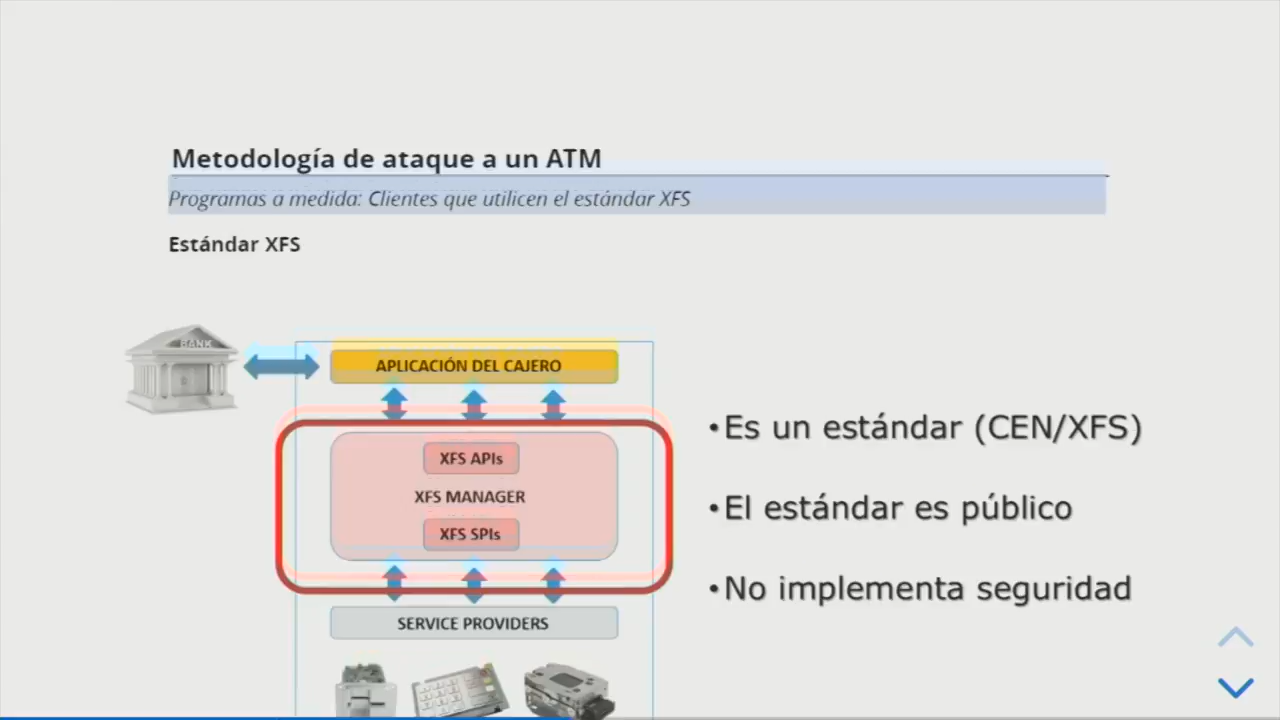 Metodología de ataque a un ATM
Programas a medida: Clientes que utilicen el estándar XFS
Estándar XFS
BANK
APLICACIÓN DEL CAJERO
XFS APIs
XFS MANAGER
XFS SPIs
SERVICE PROVIDERS
•Es un estándar (CEN/XFS)
•El estándar es público
•No implementa seguridad